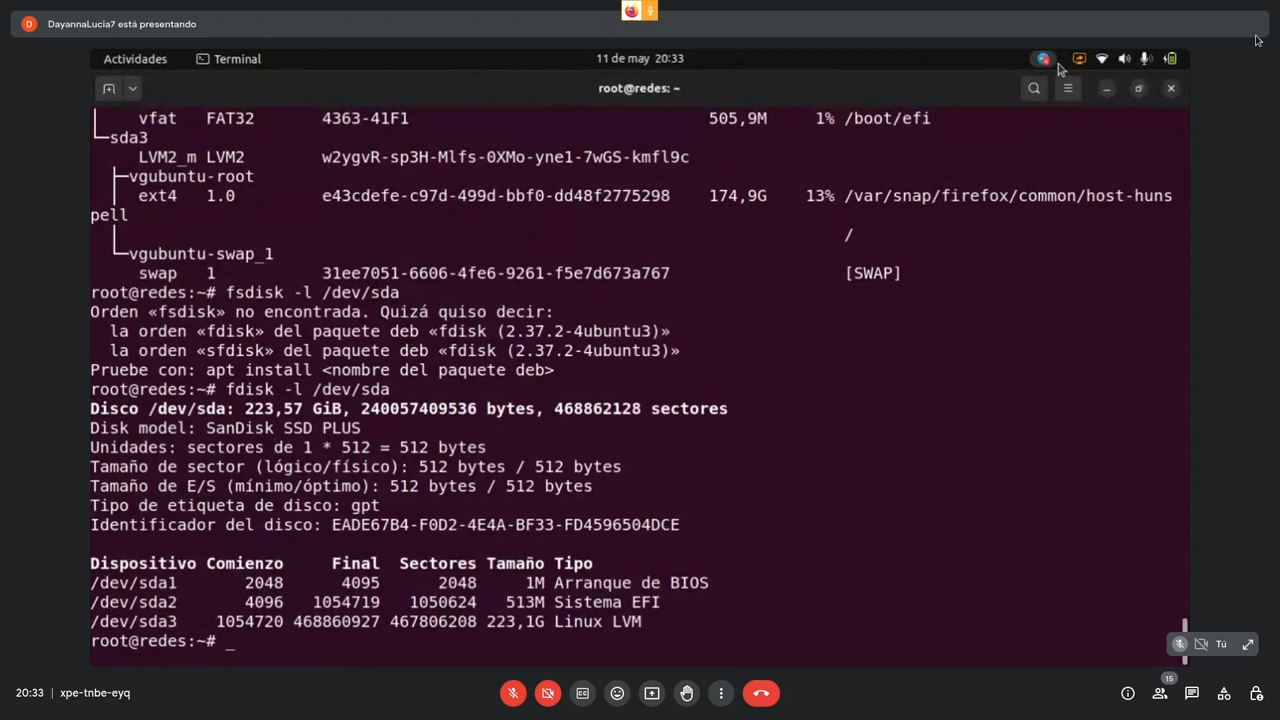 D DayannaLucia7 está presentando
Actividades Terminal 11 de may 20:33
root@redes: ~
vfat FAT32 4363-41F1 505,9M 1% /boot/efi
└─sda3
LVM2_m LVM2 w2ygvR-sp3H-Mlfs-0XMo-yne1-7wGS-kmfl9c
├─vgubuntu-root
│ ext4 1.0 e43cdefe-c97d-499d-bbf0-dd48f2775298 174,9G 13% /var/snap/firefox/common/host-huns
pell
│ /
└─vgubuntu-swap_1
swap 1 31ee7051-6606-4fe6-9261-f5e7d673a767 [SWAP]
root@redes:~# fsdisk -l /dev/sda
Orden «fsdisk» no encontrada. Quizá quiso decir:
la orden «fdisk» del paquete deb «fdisk (2.37.2-4ubuntu3)»
la orden «sfdisk» del paquete deb «fdisk (2.37.2-4ubuntu3)»
Pruebe con: apt install <nombre del paquete deb>
root@redes:~# fdisk -l /dev/sda
Disco /dev/sda: 223,57 GiB, 240057409536 bytes, 468862128 sectores
Disk model: SanDisk SSD PLUS
Unidades: sectores de 1 * 512 = 512 bytes
Tamaño de sector (lógico/físico): 512 bytes / 512 bytes
Tamaño de E/S (mínimo/óptimo): 512 bytes / 512 bytes
Tipo de etiqueta de disco: gpt
Identificador del disco: EADE67B4-F0D2-4E4A-BF33-FD4596504DCE
Dispositivo Comienzo Final Sectores Tamaño Tipo
/dev/sda1 2048 4095 2048 1M Arranque de BIOS
/dev/sda2 4096 1054719 1050624 513M Sistema EFI
/dev/sda3 1054720 468860927 467806208 223,1G Linux LVM
root@redes:~# _
Tú
20:33 | xpe-tnbe-eyq
15